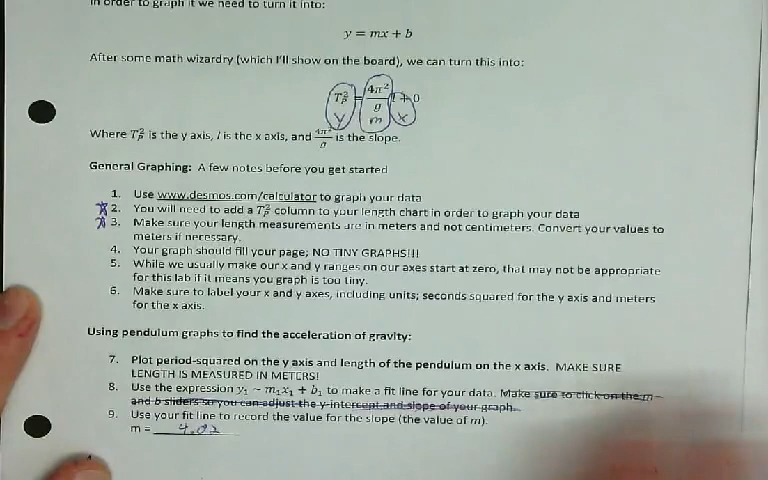 In order to graph it we need to turn it into:
y = mx + b
After some math wizardry (which I'll show on the board), we can turn this into:
T_P^2 = 4π^2/g l + 0
y m x
Where T_P^2 is the y axis, l is the x axis, and 4π^2/g is the slope.
General Graphing: A few notes before you get started
1. Use www.desmos.com/calculator to graph your data
2. You will need to add a T_P^2 column to your length chart in order to graph your data
3. Make sure your length measurements are in meters and not centimeters. Convert your values to
meters if necessary.
4. Your graph should fill your page; NO TINY GRAPHS!!!
5. While we usually make our x and y ranges on our axes start at zero, that may not be appropriate
for this lab if it means you graph is too tiny.
6. Make sure to label your x and y axes, including units; seconds squared for the y axis and meters
for the x axis.
Using pendulum graphs to find the acceleration of gravity:
7. Plot period-squared on the y axis and length of the pendulum on the x axis. MAKE SURE
LENGTH IS MEASURED IN METERS!
8. Use the expression y₁ ~ m₁x₁ + b₁ to make a fit line for your data. Make sure to click on the m
and b sliders so you can adjust the y-intercept and slope of your graph.
9. Use your fit line to record the value for the slope (the value of m).
m = 4.02